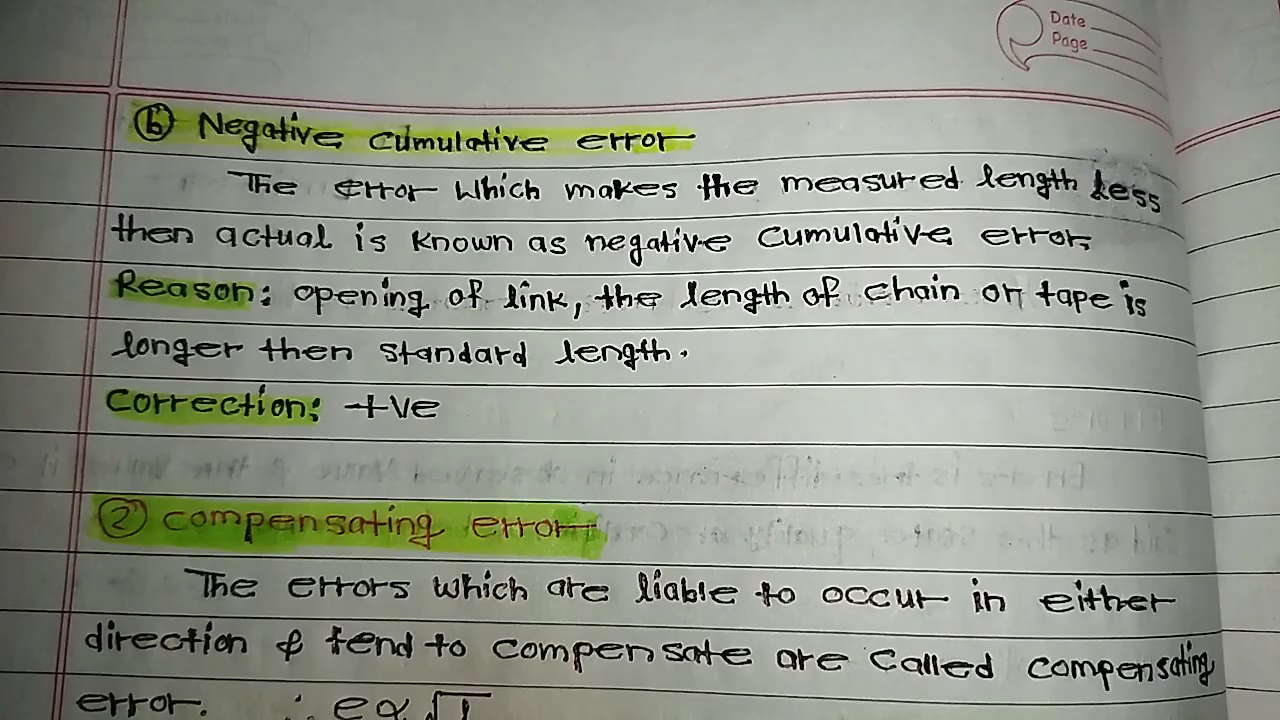 Date
Page
(b) Negative cumulative error
The error which makes the measured length less
then actual is known as negative cumulative error.
Reason: opening of link, the length of chain or tape is
longer then standard length.
Correction: +ve
(2) compensating error
The errors which are liable to occur in either
direction & tend to compensate are called compensating
error. ∴ e α √